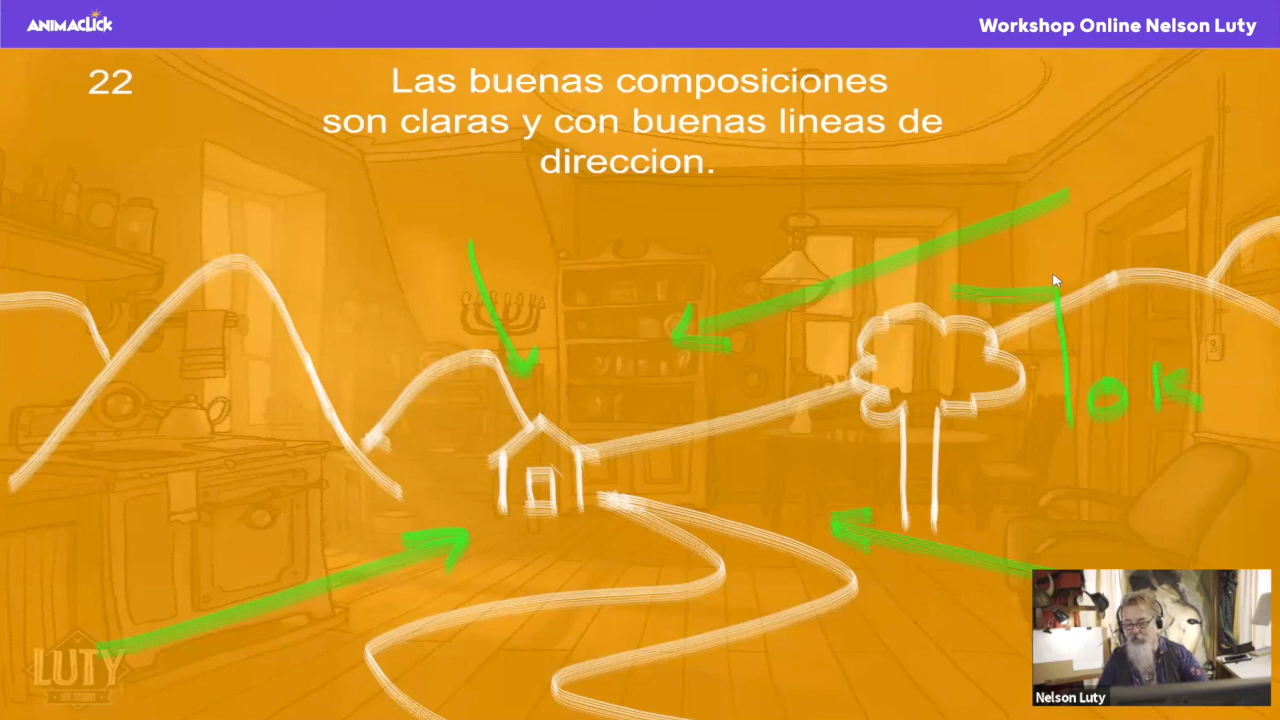 ANIMACLICK
Workshop Online Nelson Luty
22
Las buenas composiciones
son claras y con buenas lineas de
direccion.
ok
LUTY
Nelson Luty